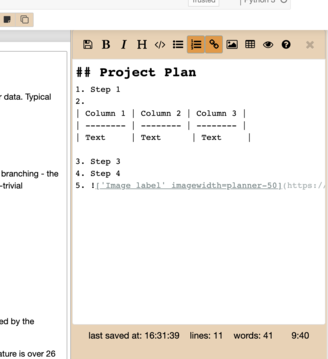 Trusted
Python 3
r data. Typical
branching - the
-trivial
ed by the
ature is over 26
B I H </>
## Project Plan
1. Step 1
2.
| Column 1 | Column 2 | Column 3 |
| -------- | -------- | -------- |
| Text | Text | Text |
3. Step 3
4. Step 4
5. !['Image label' imagewidth=planner-50](https:/
last saved at: 16:31:39 lines: 11 words: 41 9:40